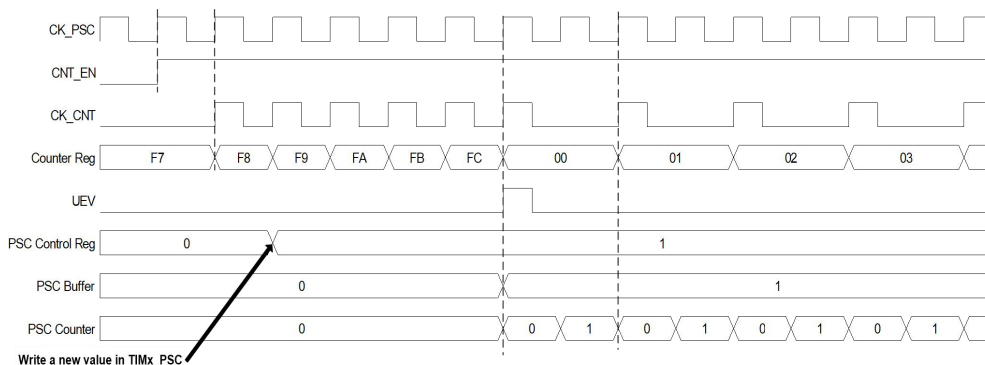 CK_PSC
CNT_EN
CK_CNT
Counter Reg F7 F8 F9 FA FB FC 00 01 02 03
UEV
PSC Control Reg 0 1
PSC Buffer 0 1
PSC Counter 0 0 1 0 1 0 1 0 1
Write a new value in TIMx PSC